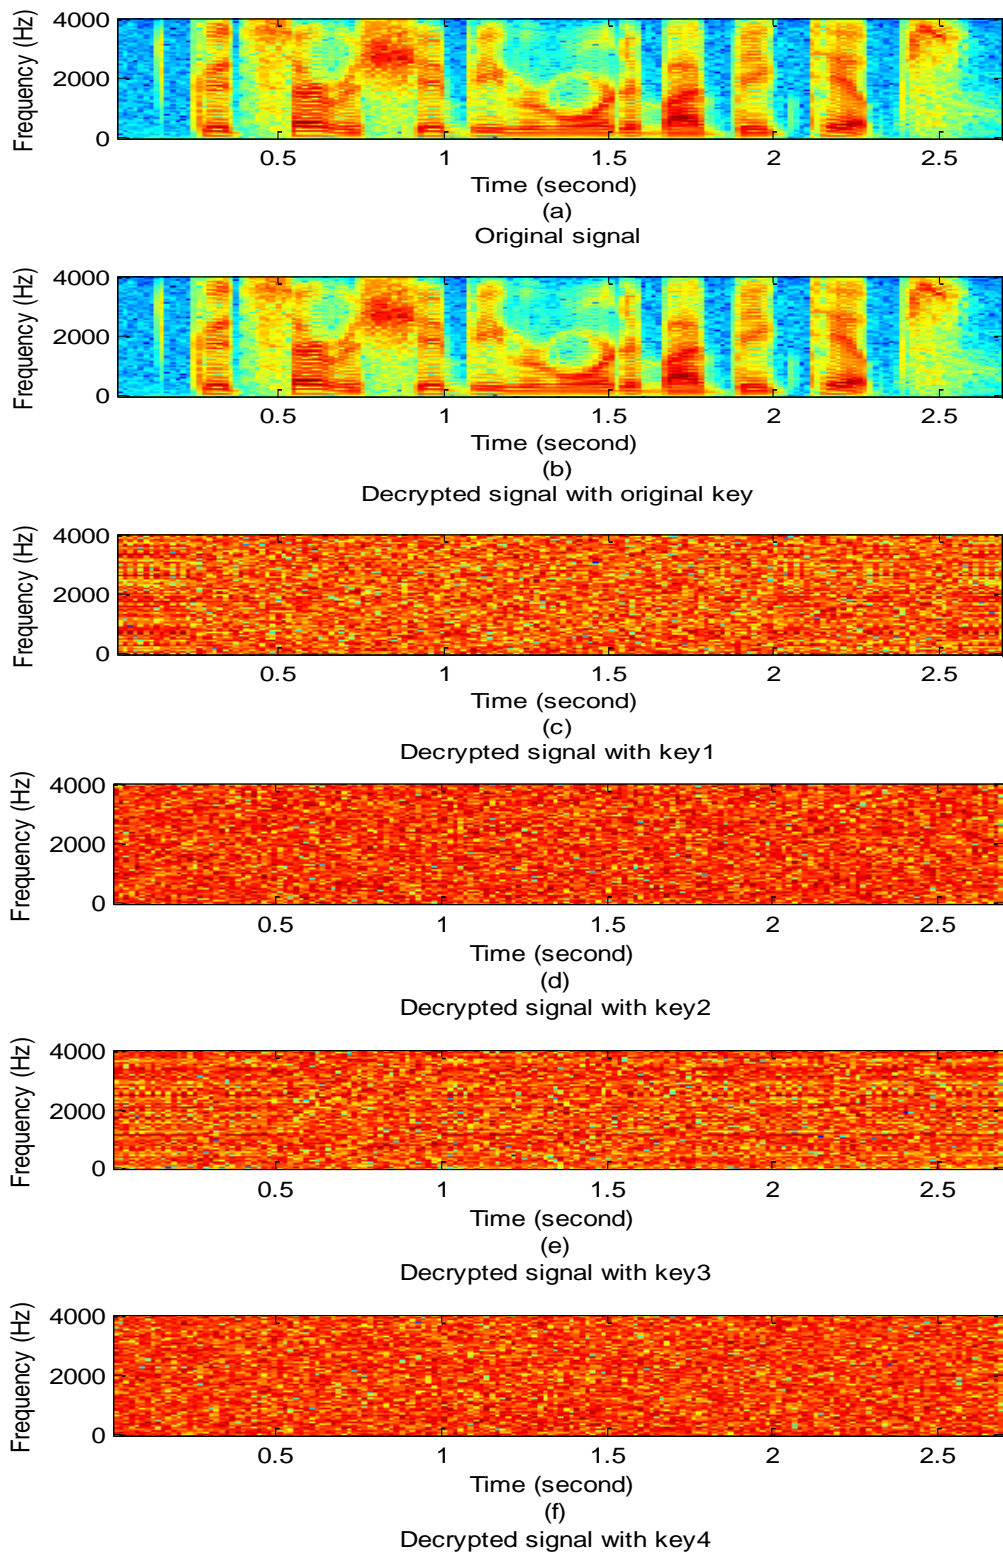 Frequency (Hz)
4000
2000
0
0.5 1 1.5 2 2.5
Time (second)
(a)
Original signal
Frequency (Hz)
4000
2000
0
0.5 1 1.5 2 2.5
Time (second)
(b)
Decrypted signal with original key
Frequency (Hz)
4000
2000
0
0.5 1 1.5 2 2.5
Time (second)
(c)
Decrypted signal with key1
Frequency (Hz)
4000
2000
0
0.5 1 1.5 2 2.5
Time (second)
(d)
Decrypted signal with key2
Frequency (Hz)
4000
2000
0
0.5 1 1.5 2 2.5
Time (second)
(e)
Decrypted signal with key3
Frequency (Hz)
4000
2000
0
0.5 1 1.5 2 2.5
Time (second)
(f)
Decrypted signal with key4